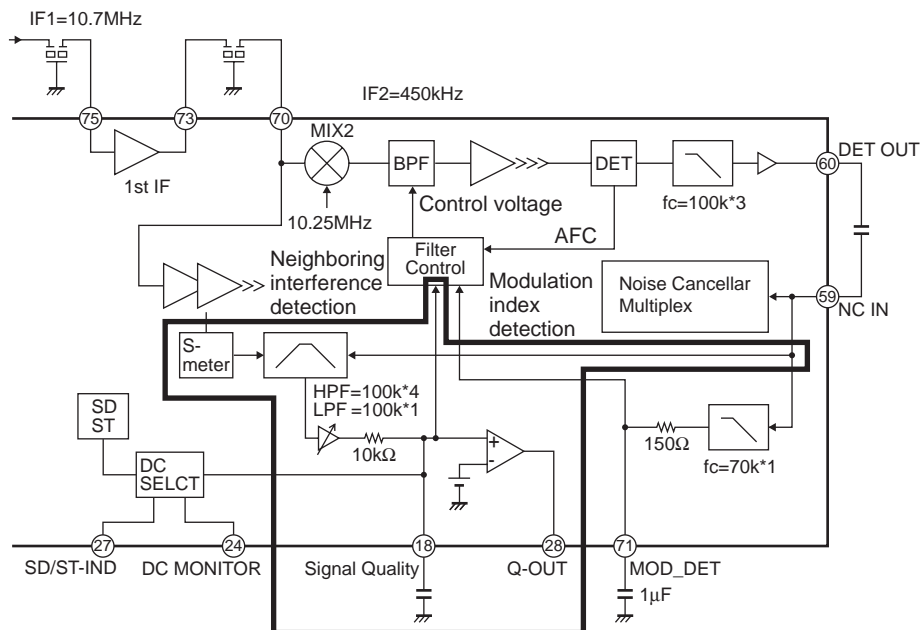 IF1=10.7MHz
IF2=450kHz
75
73
70
MIX2
1st IF
10.25MHz
BPF
DET
fc=100k*3
60
DET OUT
Control voltage
AFC
Filter
Control
Neighboring
interference
detection
Modulation
index
detection
Noise Cancellar
Multiplex
59
NC IN
S-
meter
HPF=100k*4
LPF =100k*1
SD
ST
10kΩ
+
-
150Ω
fc=70k*1
DC
SELCT
27
24
18
28
71
SD/ST-IND
DC MONITOR
Signal Quality
Q-OUT
MOD_DET
1µF